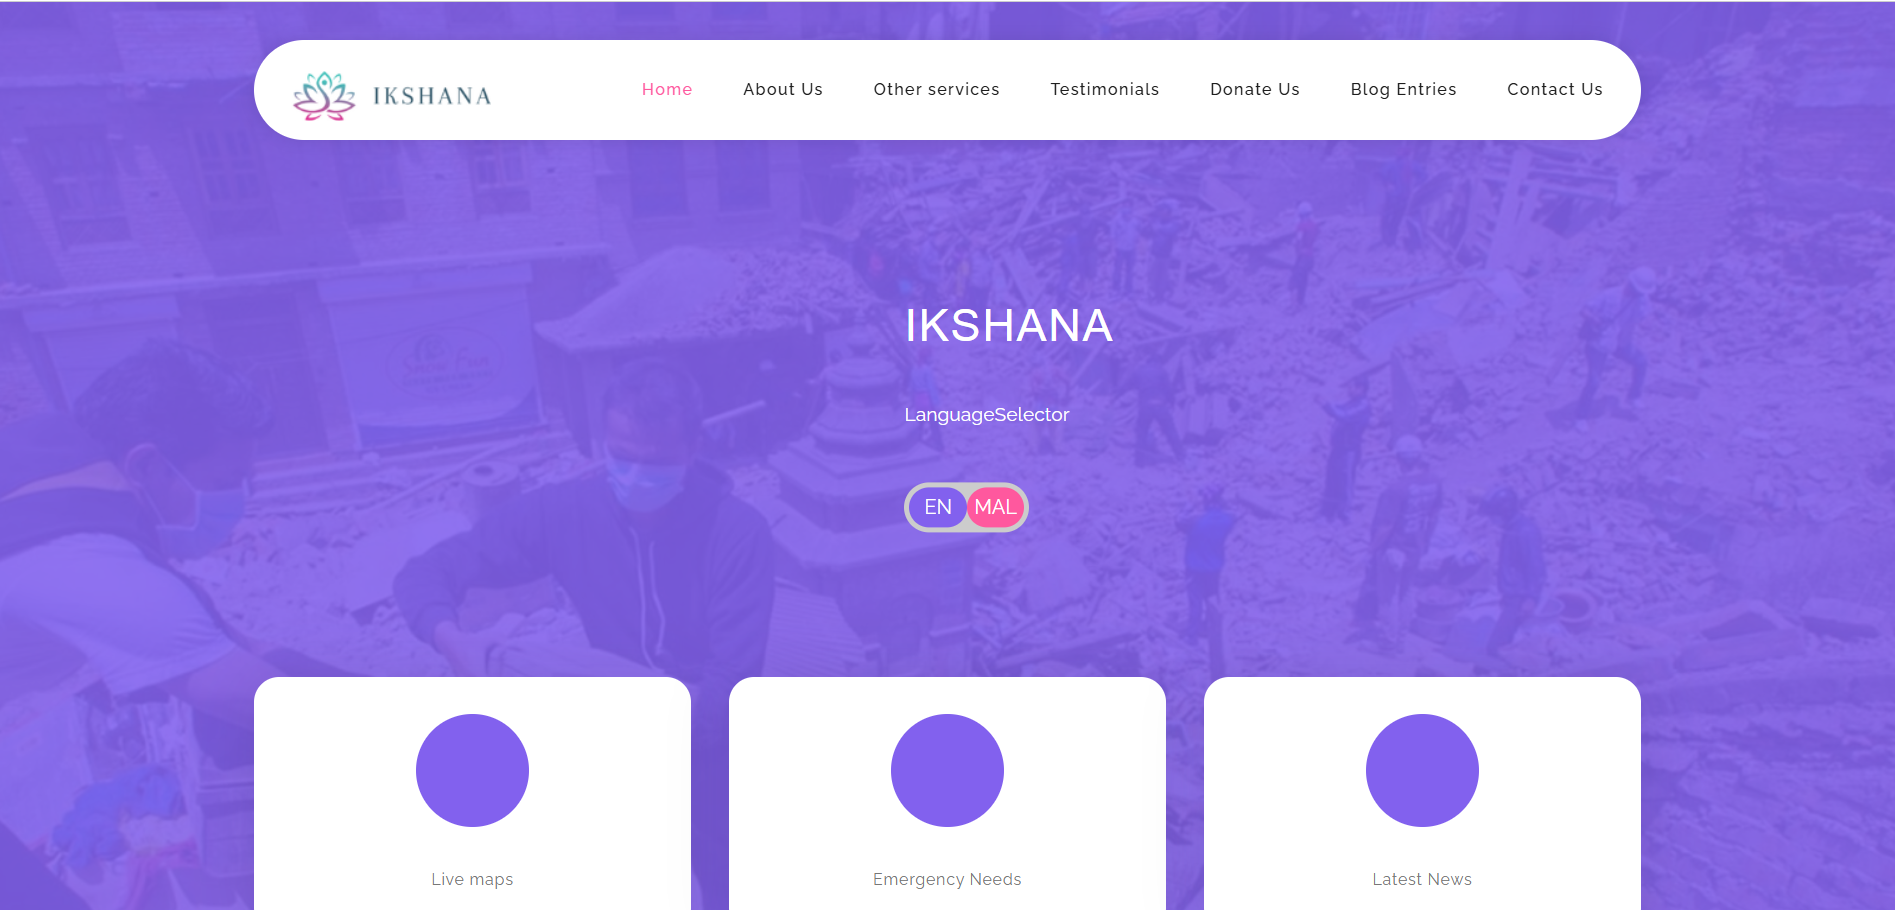 IKSHANA
Home
About Us
Other services
Testimonials
Donate Us
Blog Entries
Contact Us
IKSHANA
LanguageSelector
EN MAL
Live maps
Emergency Needs
Latest News